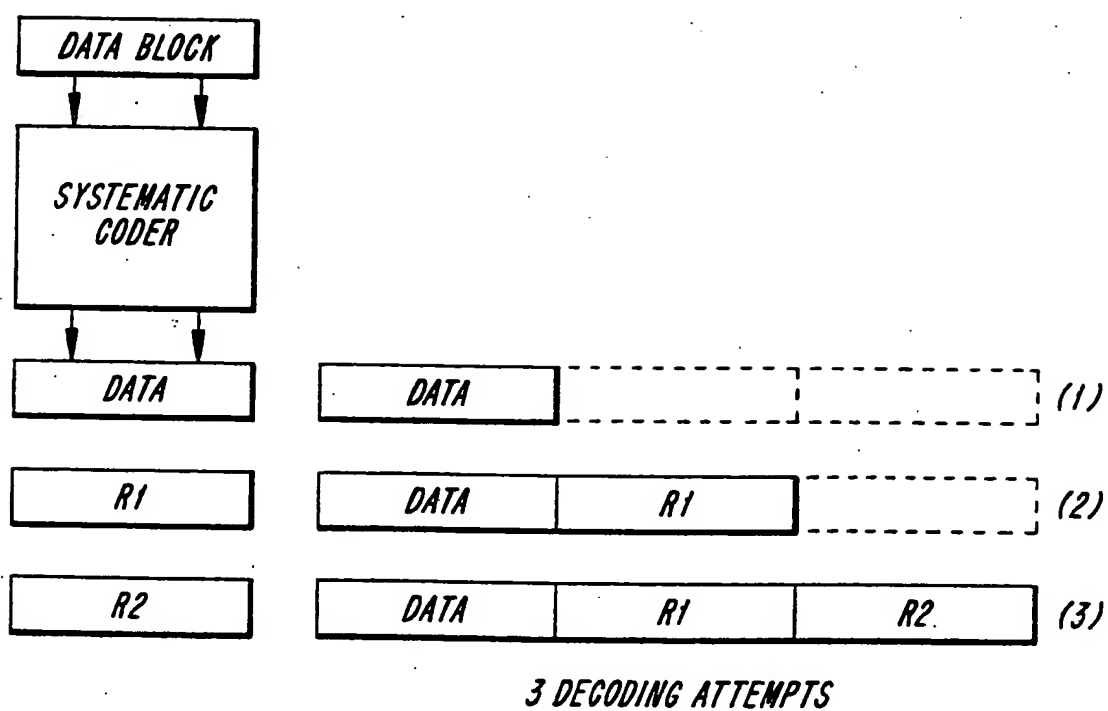 DATA BLOCK
SYSTEMATIC
CODER
DATA DATA (1)
R1 DATA R1 (2)
R2 DATA R1 R2. (3)
3 DECODING ATTEMPTS